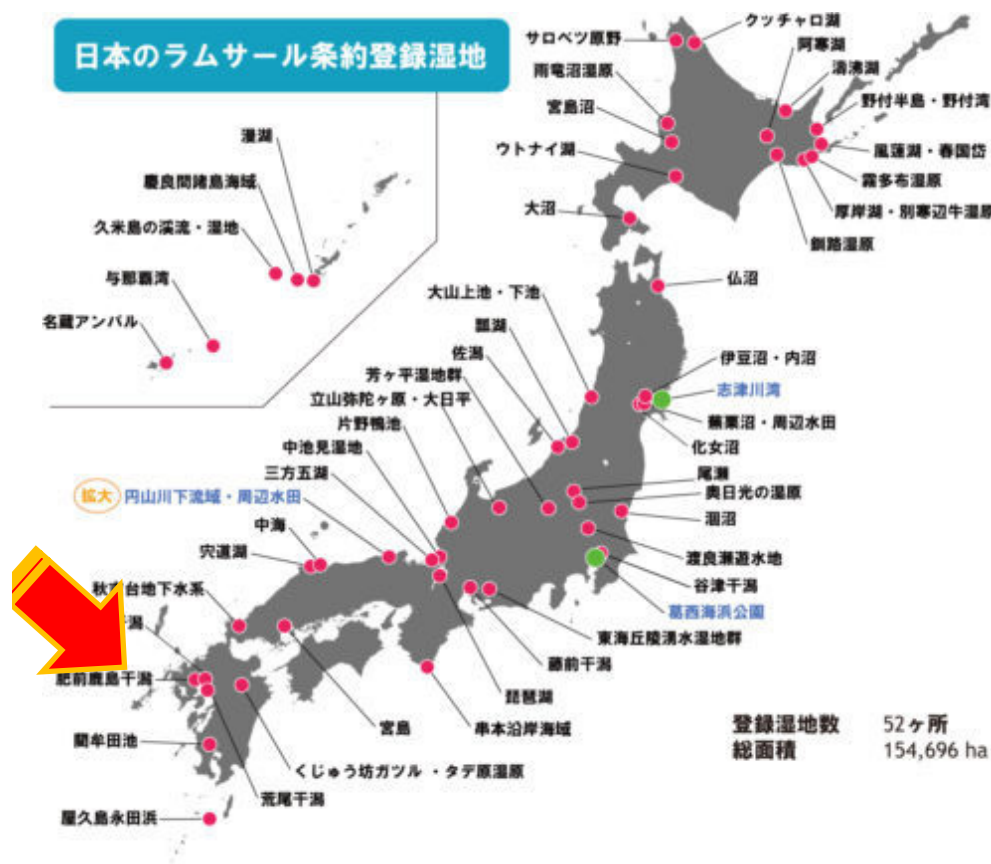 日本のラムサール条約登録湿地
クッチャロ湖
サロベツ原野
阿寒湖
雨竜沼湿原
濤沸湖
宮島沼
野付半島・野付湾
ウトナイ湖
風蓮湖・春国岱
霧多布湿原
大沼
厚岸湖・別寒辺牛湿原
釧路湿原
漫湖
慶良間諸島海域
久米島の渓流・湿地
与那覇湾
名蔵アンパル
仏沼
大山上池・下池
瓢湖
佐潟
芳ヶ平湿地群
立山弥陀ヶ原・大日平
片野鴨池
中池見湿地
三方五湖
拡大 円山川下流域・周辺水田
中海
宍道湖
伊豆沼・内沼
志津川湾
蕪栗沼・周辺水田
化女沼
尾瀬
奥日光の湿原
涸沼
渡良瀬遊水地
谷津干潟
葛西海浜公園
東海丘陵湧水湿地群
藤前干潟
琵琶湖
串本沿岸海域
宮島
秋吉台地下水系
干潟
肥前鹿島干潟
藺牟田池
くじゅう坊ガツル ・タデ原湿原
荒尾干潟
屋久島永田浜
登録湿地数 52ヶ所
総面積 154,696 ha